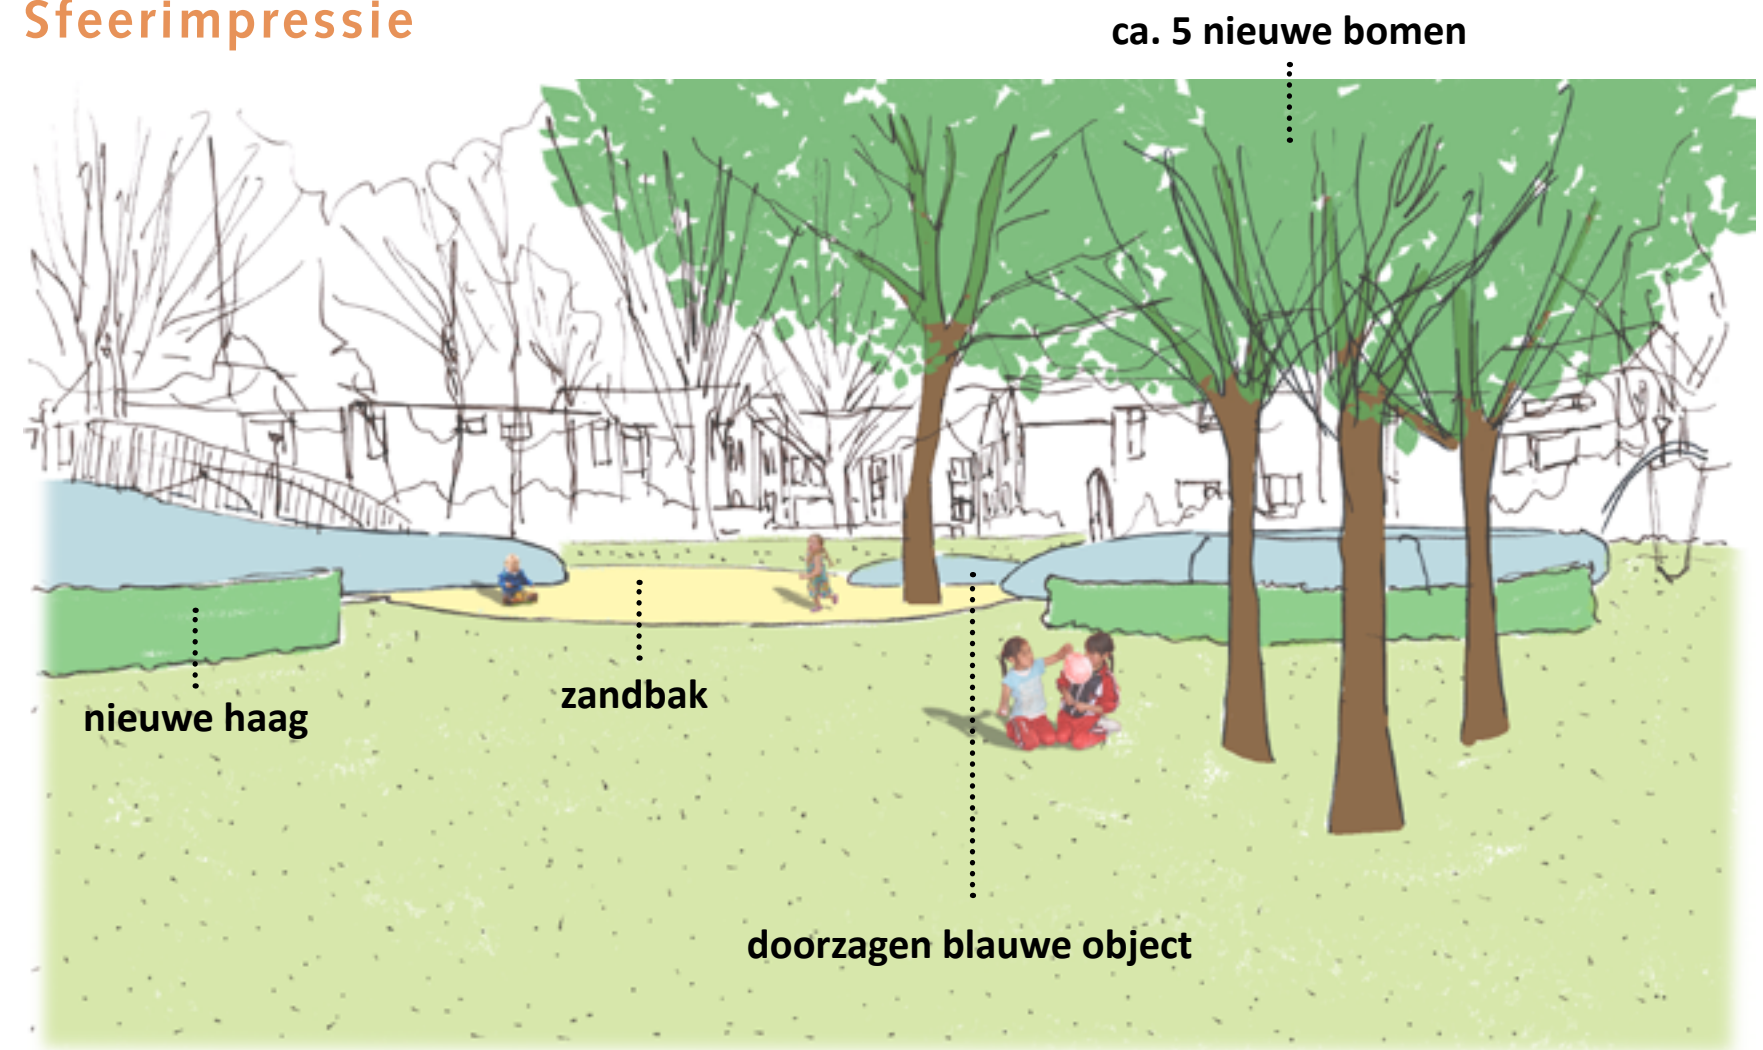 Sfeerimpressie
ca. 5 nieuwe bomen
zandbak
nieuwe haag
doorzagen blauwe object